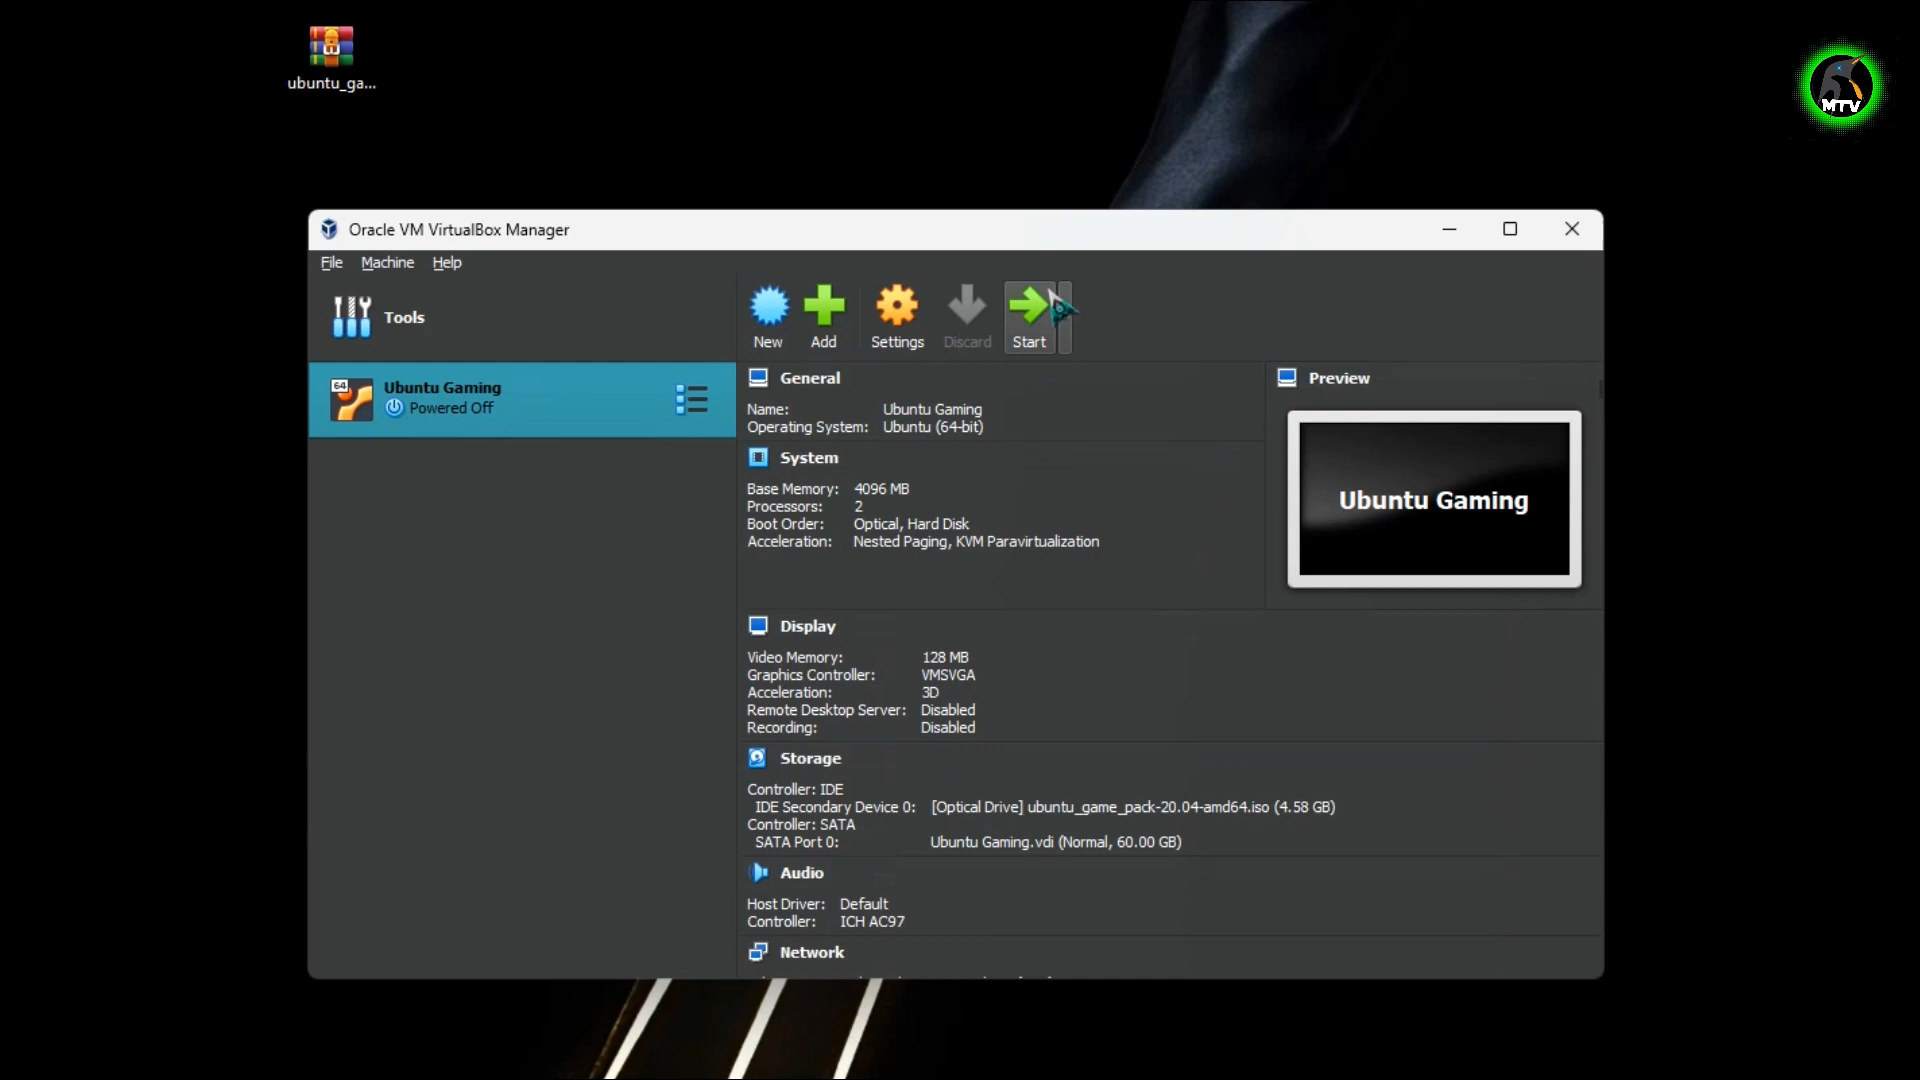 ubuntu_ga...
MTV
Oracle VM VirtualBox Manager
File Machine Help
Tools
New Add Settings Discard Start
64
Ubuntu Gaming
Powered Off
General
Name: Ubuntu Gaming
Operating System: Ubuntu (64-bit)
System
Base Memory: 4096 MB
Processors: 2
Boot Order: Optical, Hard Disk
Acceleration: Nested Paging, KVM Paravirtualization
Preview
Ubuntu Gaming
Display
Video Memory: 128 MB
Graphics Controller: VMSVGA
Acceleration: 3D
Remote Desktop Server: Disabled
Recording: Disabled
Storage
Controller: IDE
IDE Secondary Device 0: [Optical Drive] ubuntu_game_pack-20.04-amd64.iso (4.58 GB)
Controller: SATA
SATA Port 0: Ubuntu Gaming.vdi (Normal, 60.00 GB)
Audio
Host Driver: Default
Controller: ICH AC97
Network